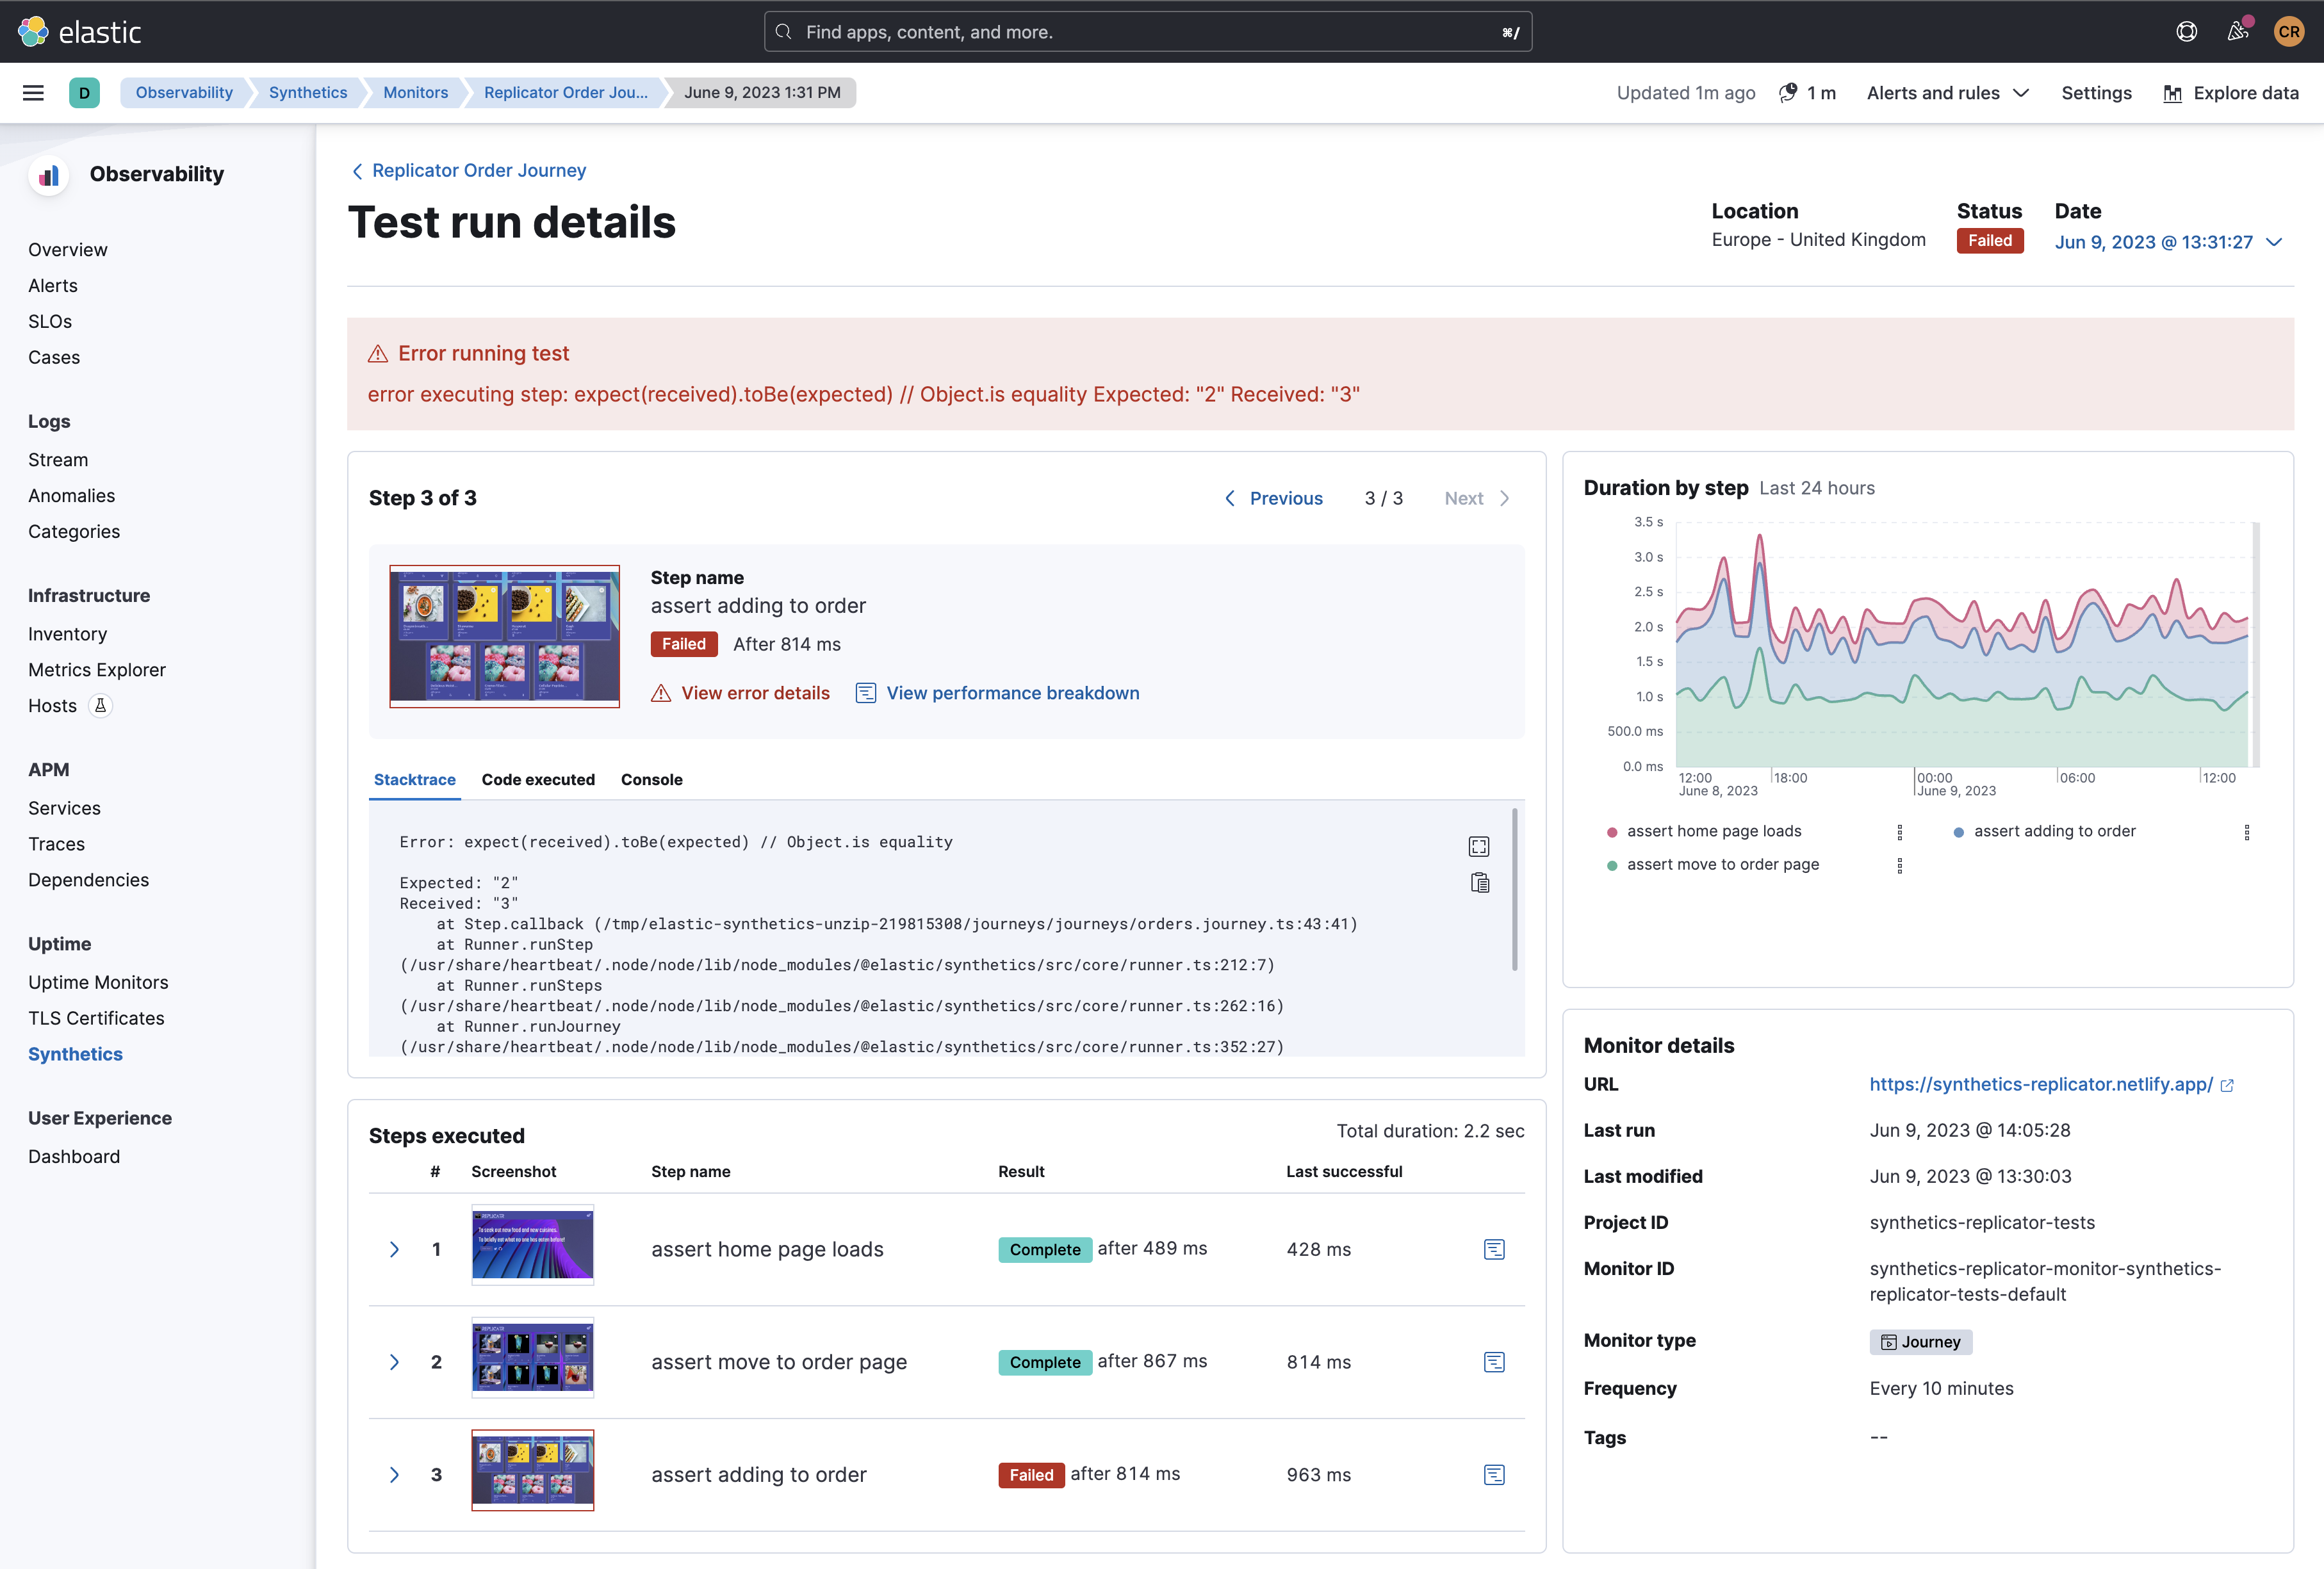 elastic
Find apps, content, and more.
⌘/
CR
D
Observability
Synthetics
Monitors
Replicator Order Jou...
June 9, 2023 1:31 PM
Updated 1m ago
1 m
Alerts and rules
Settings
Explore data
Observability
Overview
Alerts
SLOs
Cases
Logs
Stream
Anomalies
Categories
Infrastructure
Inventory
Metrics Explorer
Hosts
APM
Services
Traces
Dependencies
Uptime
Uptime Monitors
TLS Certificates
Synthetics
User Experience
Dashboard
Replicator Order Journey
Test run details
Location
Europe - United Kingdom
Status
Failed
Date
Jun 9, 2023 @ 13:31:27
Error running test
error executing step: expect(received).toBe(expected) // Object.is equality Expected: "2" Received: "3"
Step 3 of 3
Previous
3 / 3
Next
Step name
assert adding to order
Failed
After 814 ms
View error details
View performance breakdown
Stacktrace
Code executed
Console
Error: expect(received).toBe(expected) // Object.is equality
Expected: "2"
Received: "3"
at Step.callback (/tmp/elastic-synthetics-unzip-219815308/journeys/journeys/orders.journey.ts:43:41)
at Runner.runStep
(/usr/share/heartbeat/.node/node/lib/node_modules/@elastic/synthetics/src/core/runner.ts:212:7)
at Runner.runSteps
(/usr/share/heartbeat/.node/node/lib/node_modules/@elastic/synthetics/src/core/runner.ts:262:16)
at Runner.runJourney
(/usr/share/heartbeat/.node/node/lib/node_modules/@elastic/synthetics/src/core/runner.ts:352:27)
Steps executed
Total duration: 2.2 sec
#
Screenshot
Step name
Result
Last successful
1
To seek out new food and new cuisines.
To boldly eat what no one has eaten before!
assert home page loads
Complete
after 489 ms
428 ms
2
assert move to order page
Complete
after 867 ms
814 ms
3
assert adding to order
Failed
after 814 ms
963 ms
Duration by step
Last 24 hours
3.5 s
3.0 s
2.5 s
2.0 s
1.5 s
1.0 s
500.0 ms
0.0 ms
12:00
June 8, 2023
18:00
00:00
June 9, 2023
06:00
12:00
assert home page loads
assert adding to order
assert move to order page
Monitor details
URL
https://synthetics-replicator.netlify.app/
Last run
Jun 9, 2023 @ 14:05:28
Last modified
Jun 9, 2023 @ 13:30:03
Project ID
synthetics-replicator-tests
Monitor ID
synthetics-replicator-monitor-synthetics-
replicator-tests-default
Monitor type
Journey
Frequency
Every 10 minutes
Tags
--